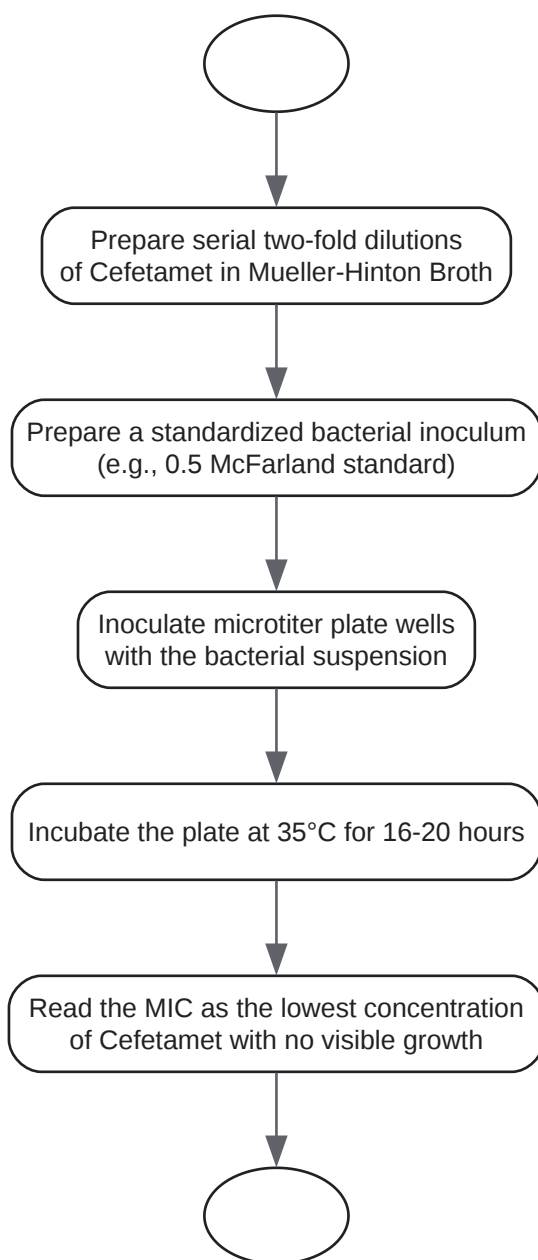 Prepare serial two-fold dilutions
of Cefetamet in Mueller-Hinton Broth
Prepare a standardized bacterial inoculum
(e.g., 0.5 McFarland standard)
Inoculate microtiter plate wells
with the bacterial suspension
Incubate the plate at 35°C for 16-20 hours
Read the MIC as the lowest concentration
of Cefetamet with no visible growth